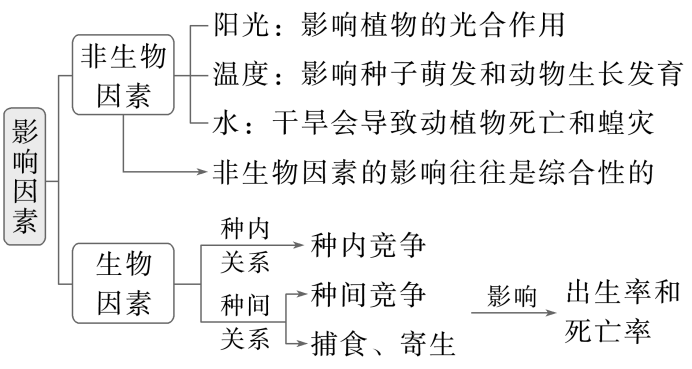 影响因素
非生物
因素
阳光：影响植物的光合作用
温度：影响种子萌发和动物生长发育
水：干旱会导致动植物死亡和蝗灾
非生物因素的影响往往是综合性的
生物
因素
种内
关系
种内竞争
种间
关系
种间竞争
捕食、寄生
影响
出生率和
死亡率